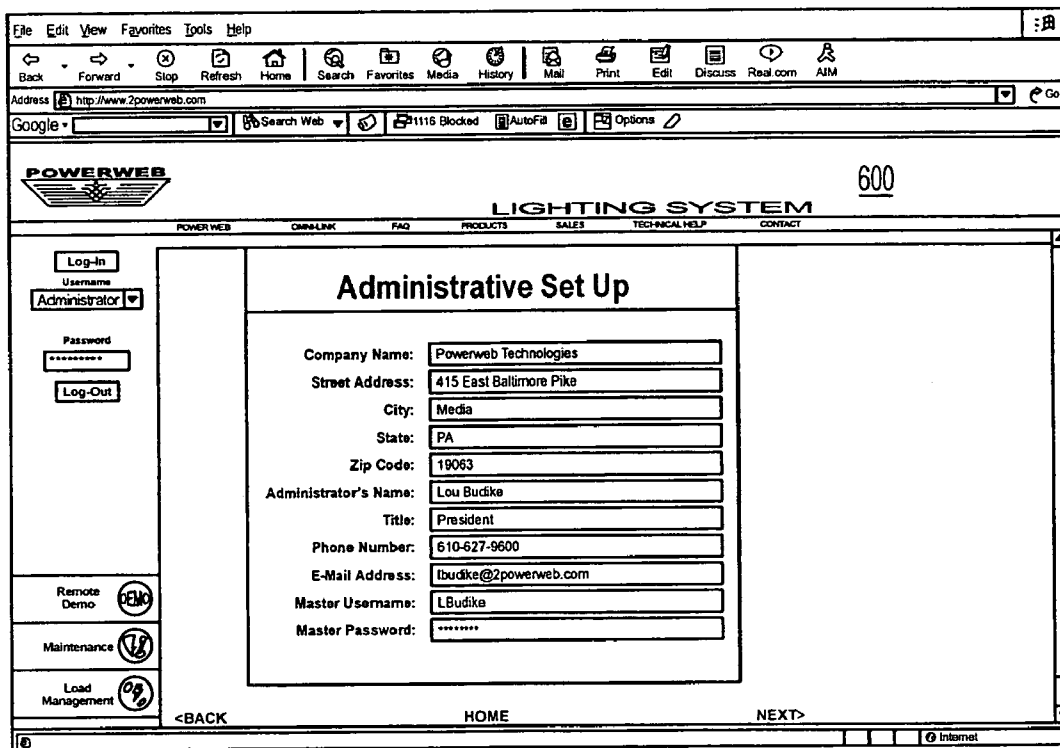 File Edit View Favorites Tools Help
Back Forward Stop Refresh Home Search Favorites Media History Mail Print Edit Discuss Real.com AIM
Address http://www.2powerweb.com Go
Google Search Web 1116 Blocked AutoFill Options
POWERWEB
600
LIGHTING SYSTEM
POWER WEB OMNI-LINK FAQ PRODUCTS SALES TECHNICAL HELP CONTACT
Log-In
Username
Administrator
Password
*********
Log-Out
Administrative Set Up
Company Name: Powerweb Technologies
Street Address: 415 East Baltimore Pike
City: Media
State: PA
Zip Code: 19063
Administrator's Name: Lou Budike
Title: President
Phone Number: 610-627-9600
E-Mail Address: lbudike@2powerweb.com
Master Username: LBudike
Master Password: ********
Remote Demo DEMO
Maintenance
Load Management
<BACK HOME NEXT>
Internet